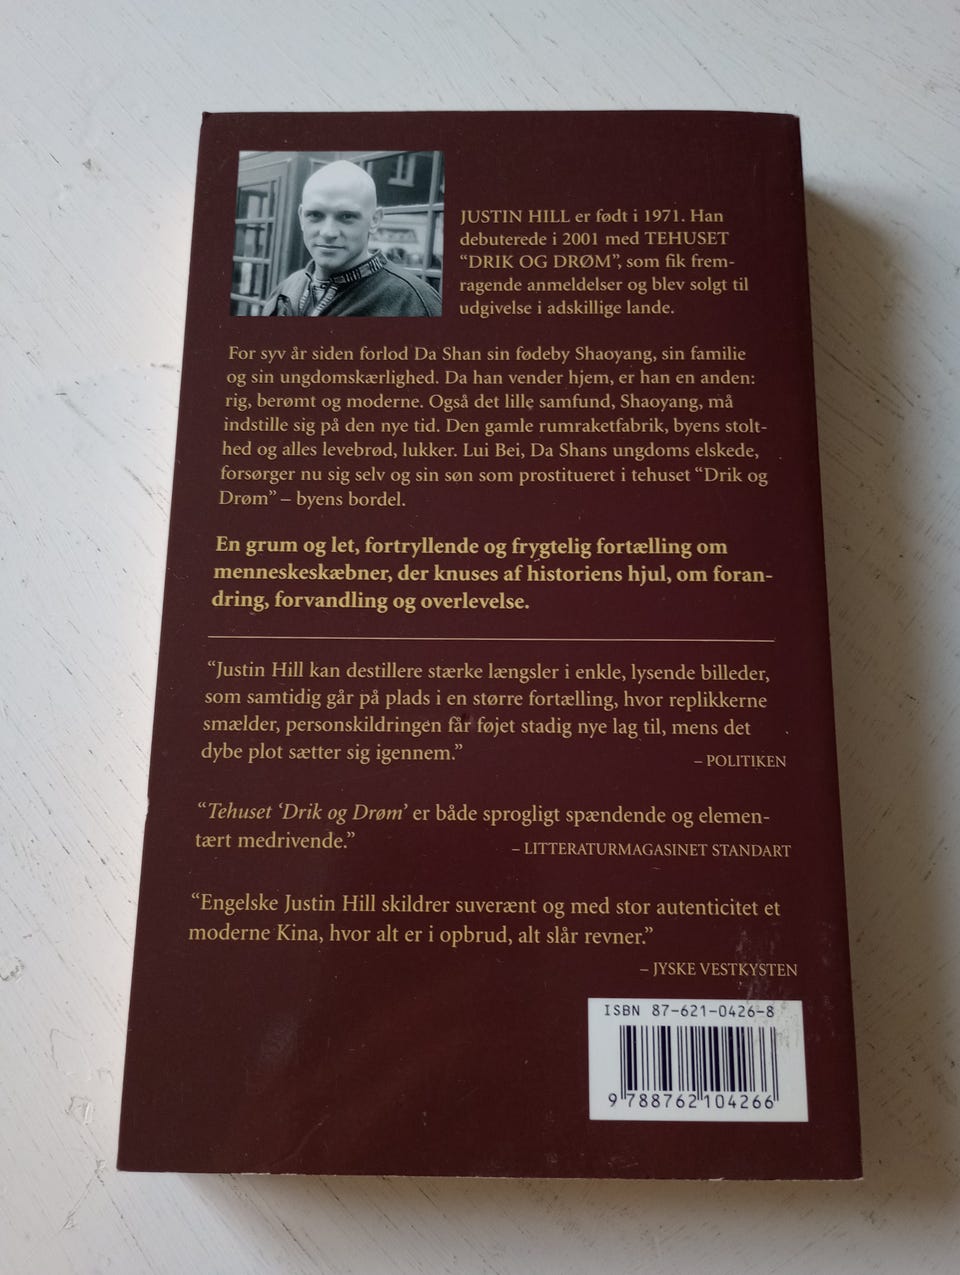 JUSTIN HILL er født i 1971. Han
debuterede i 2001 med TEHUSET
“DRIK OG DRØM”, som fik frem-
ragende anmeldelser og blev solgt til
udgivelse i adskillige lande.
For syv år siden forlod Da Shan sin fødeby Shaoyang, sin familie
og sin ungdomskærlighed. Da han vender hjem, er han en anden:
rig, berømt og moderne. Også det lille samfund, Shaoyang, må
indstille sig på den nye tid. Den gamle rumraketfabrik, byens stolt-
hed og alles levebrød, lukker. Lui Bei, Da Shans ungdoms elskede,
forsørger nu sig selv og sin søn som prostitueret i tehuset “Drik og
Drøm” – byens bordel.
En grum og let, fortryllende og frygtelig fortælling om
menneskeskæbner, der knuses af historiens hjul, om foran-
dring, forvandling og overlevelse.
“Justin Hill kan destillere stærke længsler i enkle, lysende billeder,
som samtidig går på plads i en større fortælling, hvor replikkerne
smælder, personskildringen får føjet stadig nye lag til, mens det
dybe plot sætter sig igennem.”
– POLITIKEN
“Tehuset ‘Drik og Drøm’ er både sprogligt spændende og elemen-
tært medrivende.”
– LITTERATURMAGASINET STANDART
“Engelske Justin Hill skildrer suverænt og med stor autenticitet et
moderne Kina, hvor alt er i opbrud, alt slår revner.”
– JYSKE VESTKYSTEN
ISBN 87-621-0426-8
9 788762 104266